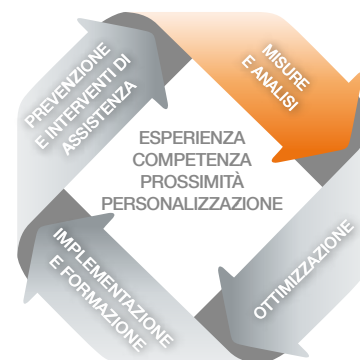 PREVENZIONE
E INTERVENTI DI
ASSISTENZA
MISURE
E ANALISI
ESPERIENZA
COMPETENZA
PROSSIMITÀ
PERSONALIZZAZIONE
IMPLEMENTAZIONE
E FORMAZIONE
OTTIMIZZAZIONE